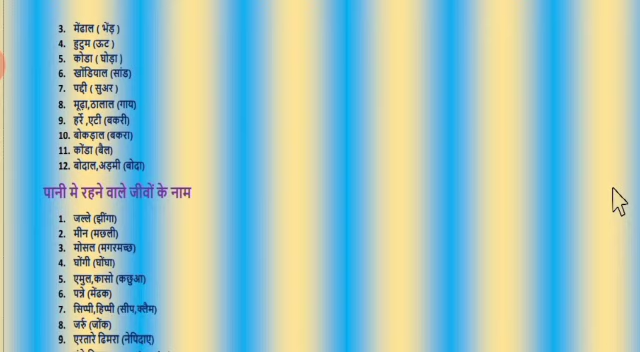 3. मेंढाल ( भेंड़ )
4. हुटुम (ऊट )
5. कोडा ( घोड़ा )
6. खोंडियाल (सांड)
7. पद्दी ( सुअर )
8. मूढ़ा,ठालाल (गाय)
9. हर्रे ,एटी (बकरी)
10. बोकड़ाल (बकरा)
11. कोंडा (बैल)
12. बोदाल,अड़मी (बोदा)
पानी मे रहने वाले जीवों के नाम
1. जल्ले (झींगा)
2. मीन (मछली)
3. मोसल (मगरमच्छ)
4. घोंगी (घोंघा)
5. एमुल,कासो (कछुआ)
6. पन्ने (मेंढक)
7. सिप्पी,हिप्पी (सीप,क्लैम)
8. जर्रु (जोंक)
9. एरतारे ढिमरा (नेपिदाए)